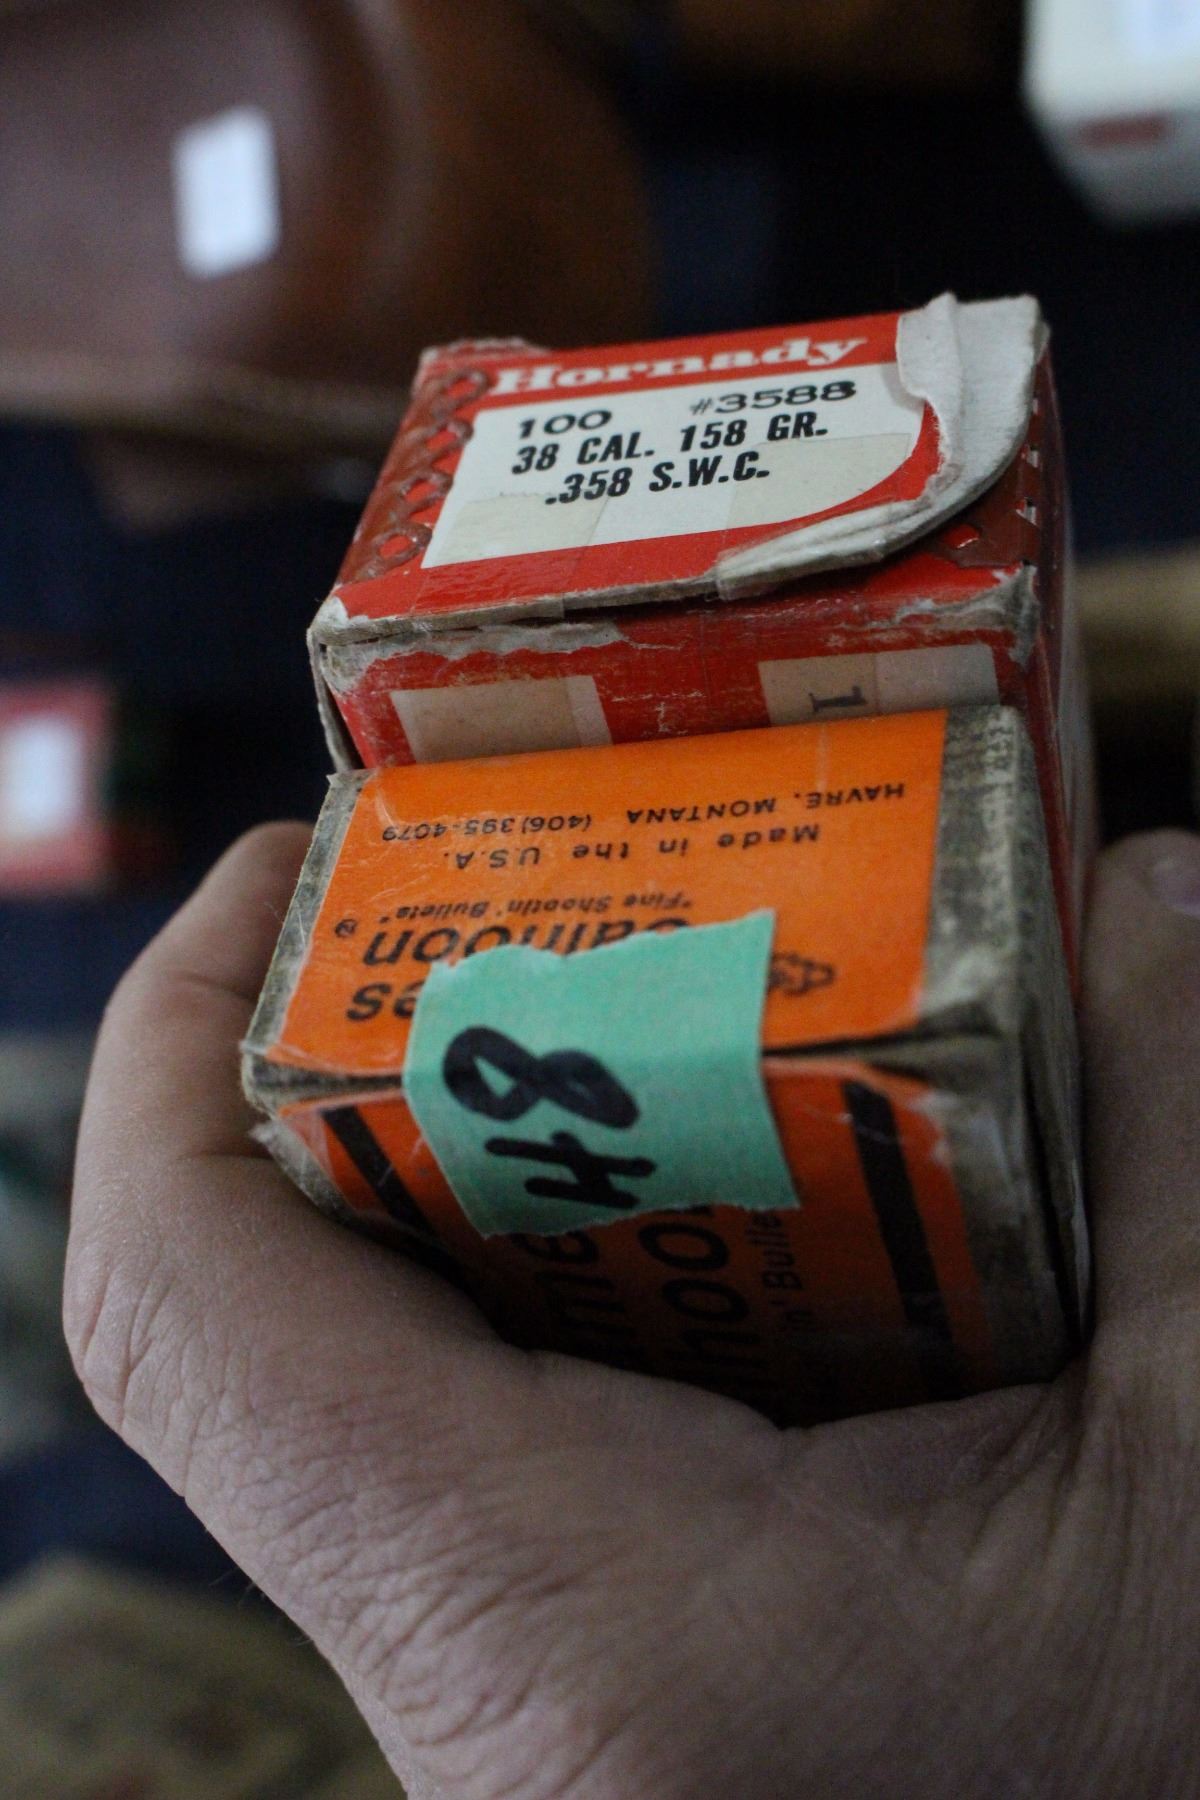 Hornady
100 #3588
38 CAL. 158 GR.
.358 S.W.C.
HAVRE, MONTANA (406)395-4079
Made in the U.S.A.
"Fine Shootin' Bullets" ®
H8